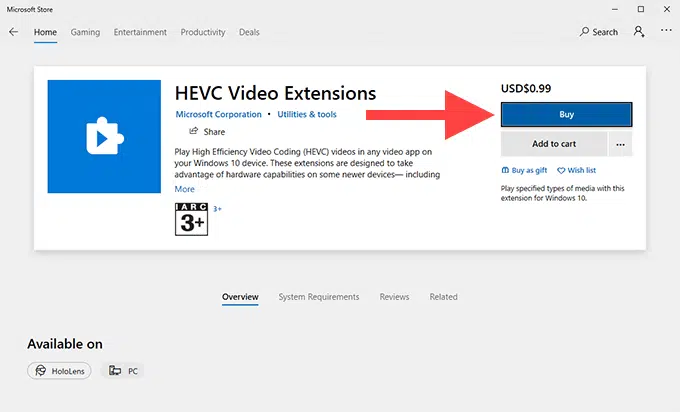 Microsoft Store
Home Gaming Entertainment Productivity Deals Search
HEVC Video Extensions
Microsoft Corporation • Utilities & tools
Share
Play High Efficiency Video Coding (HEVC) videos in any video app on
your Windows 10 device. These extensions are designed to take
advantage of hardware capabilities on some newer devices— including
More
IARC
3+
3+
USD$0.99
Buy
Add to cart
Buy as gift Wish list
Play specified types of media with this
extension for Windows 10.
Overview System Requirements Reviews Related
Available on
HoloLens PC